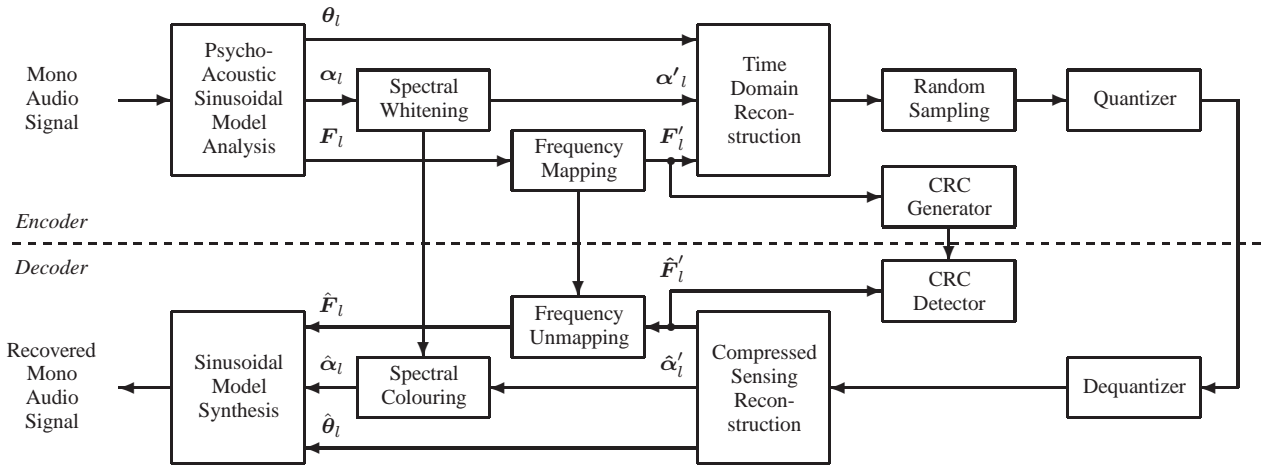 θ_l
Psycho-
Acoustic
Sinusoidal
Model
Analysis
Mono
Audio
Signal
α_l
Spectral
Whitening
α'_l
Time
Domain
Recon-
struction
Random
Sampling
Quantizer
F_l
Frequency
Mapping
F'_l
CRC
Generator
Encoder
Decoder
F̂'_l
CRC
Detector
F̂_l
Frequency
Unmapping
Recovered
Mono
Audio
Signal
Sinusoidal
Model
Synthesis
α̂_l
Spectral
Colouring
α̂'_l
Compressed
Sensing
Recon-
struction
Dequantizer
θ̂_l